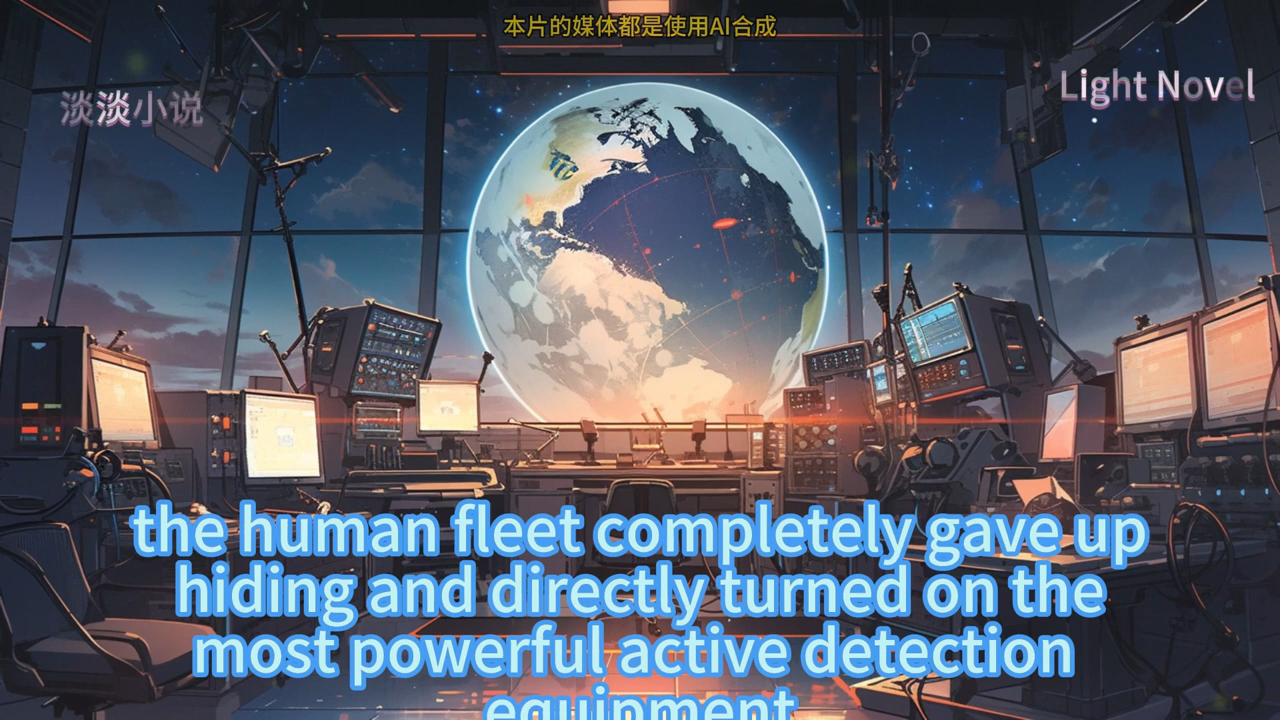 本片的媒体都是使用AI合成
淡淡小说
Light Novel
the human fleet completely gave up
hiding and directly turned on the
most powerful active detection
equipment